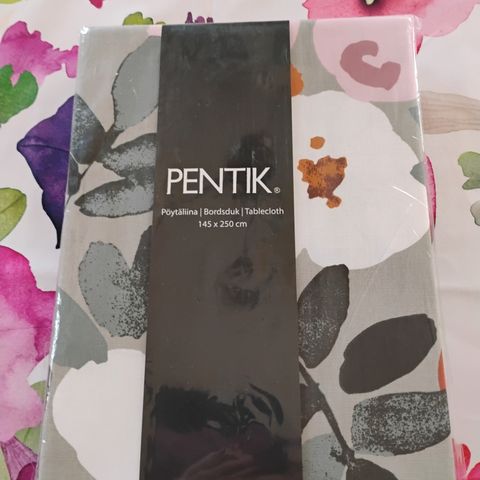 PENTIK®
Pöytäliina | Bordsduk | Tablecloth
145 x 250 cm